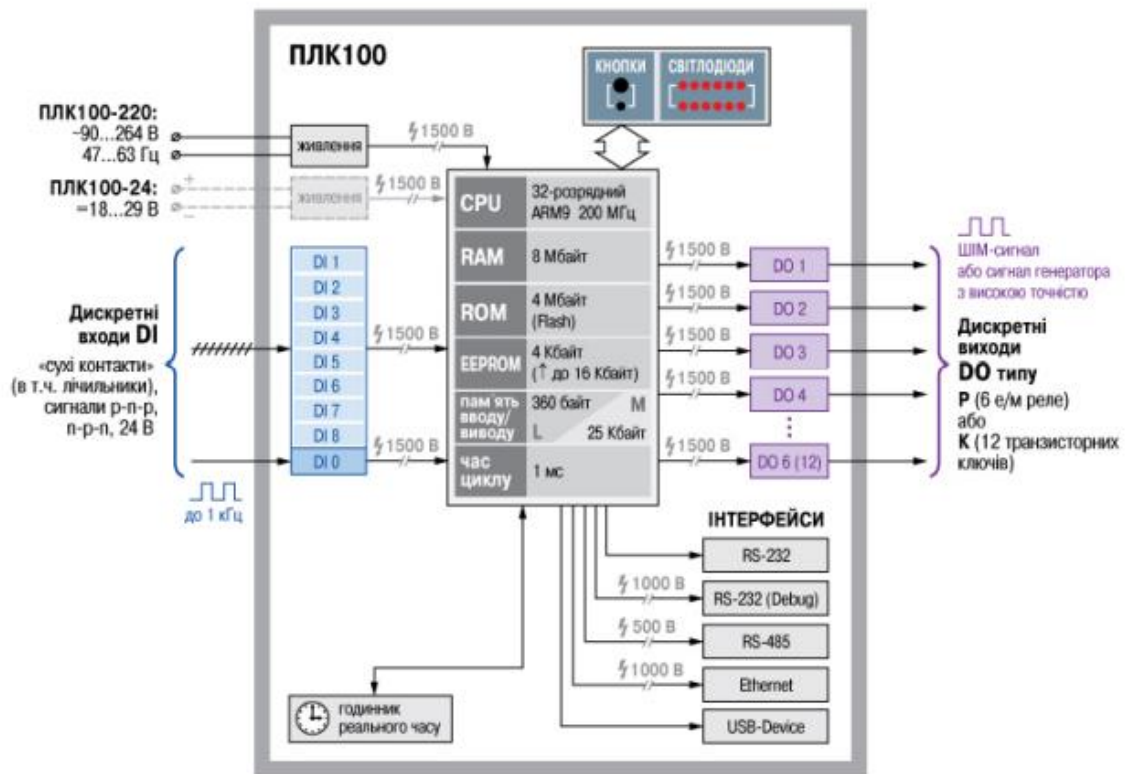 ПЛК100
КНОПКИ
СВІТЛОДІОДИ
ПЛК100-220:
~90...264 В
47...63 Гц
живлення
1500 В
ПЛК100-24:
=18...29 В
+
–
живлення
1500 В
CPU
32-розрядний
ARM9 200 МГц
RAM
8 Мбайт
ROM
4 Мбайт
(Flash)
EEPROM
4 Кбайт
(↑ до 16 Кбайт)
пам ять
вводу/
виводу
360 байт
M
L
25 Кбайт
час
циклу
1 мс
Дискретні
входи DI
«сухі контакти»
(в т.ч. лічильники),
сигнали p-n-p,
n-p-n, 24 В
DI 1
DI 2
DI 3
DI 4
DI 5
DI 6
DI 7
DI 8
DI 0
1500 В
1500 В
до 1 кГц
1500 В
DO 1
1500 В
DO 2
1500 В
DO 3
1500 В
DO 4
1500 В
DO 6 (12)
ШІМ-сигнал
або сигнал генератора
з високою точністю
Дискретні
виходи
DO типу
Р (6 е/м реле)
або
К (12 транзисторних
ключів)
ІНТЕРФЕЙСИ
RS-232
1000 В
RS-232 (Debug)
500 В
RS-485
1000 В
Ethernet
USB-Device
годинник
реального часу